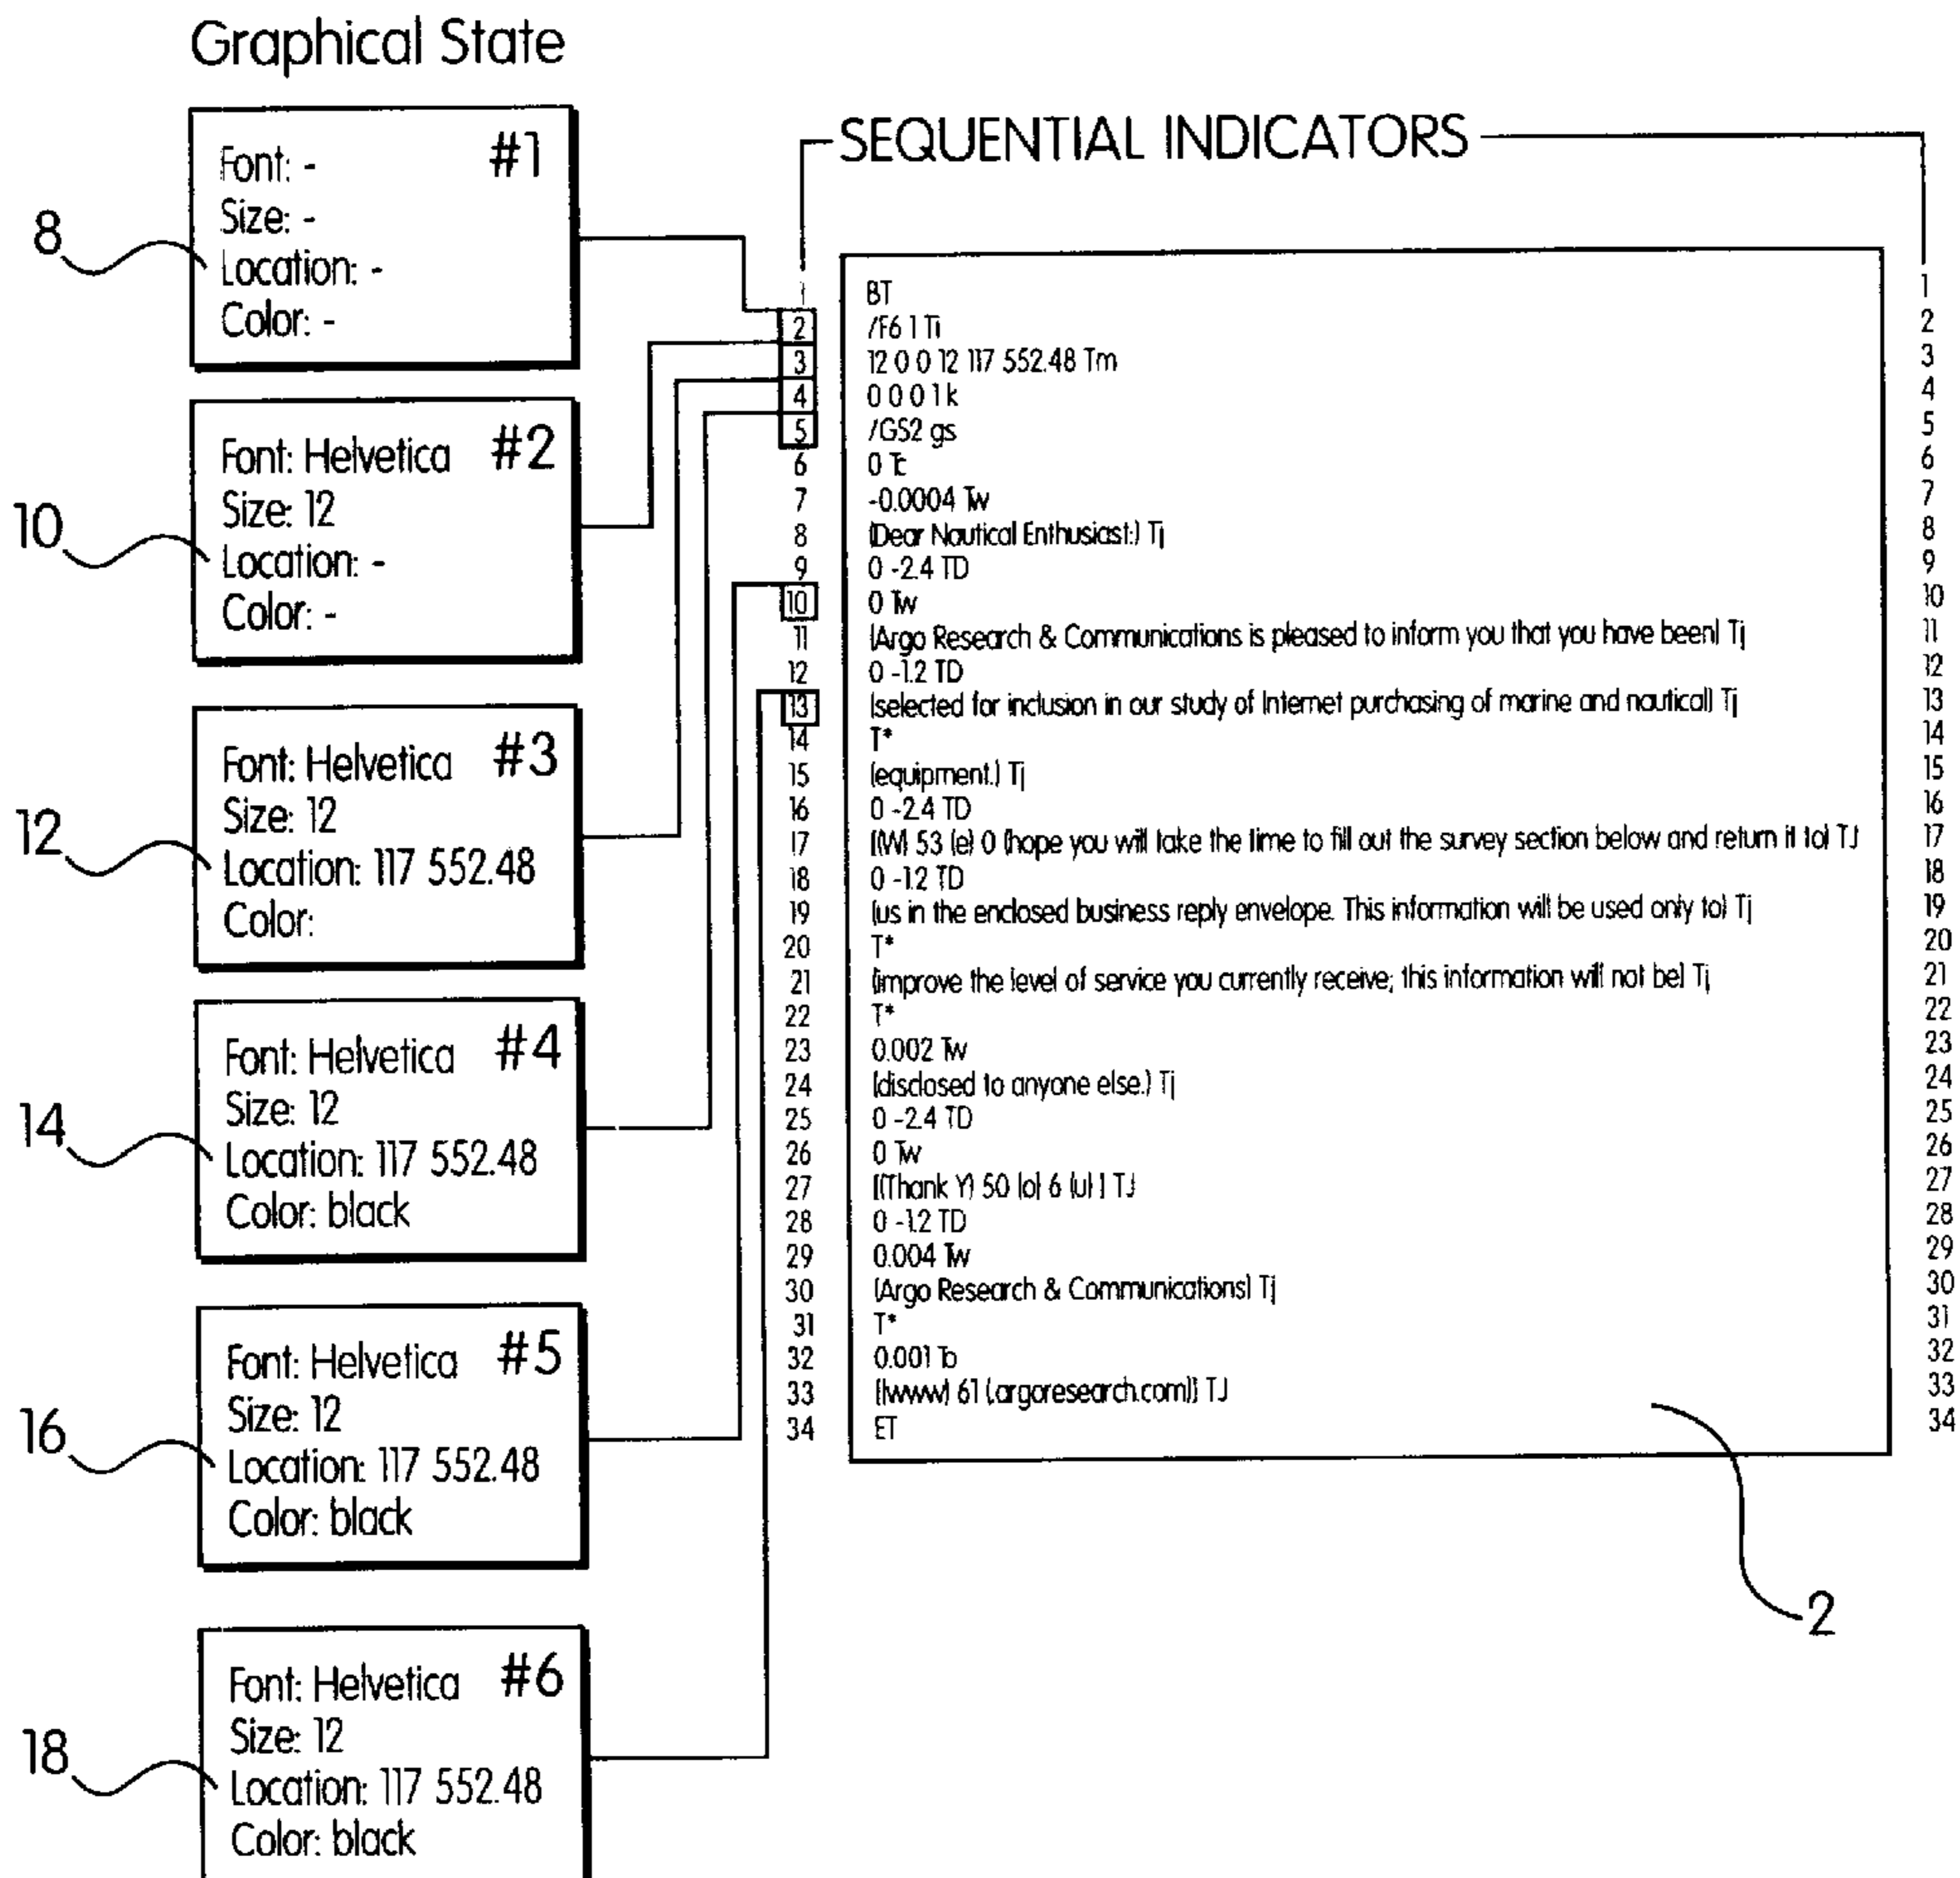 Graphical State
#1
Font: -
Size: -
Location: -
Color: -
8
#2
Font: Helvetica
Size: 12
Location: -
Color: -
10
#3
Font: Helvetica
Size: 12
Location: 117 552.48
Color:
12
#4
Font: Helvetica
Size: 12
Location: 117 552.48
Color: black
14
#5
Font: Helvetica
Size: 12
Location: 117 552.48
Color: black
16
#6
Font: Helvetica
Size: 12
Location: 117 552.48
Color: black
18
SEQUENTIAL INDICATORS
1 BT 1
2 /F6 1 Ti 2
3 12 0 0 12 117 552.48 Tm 3
4 0 0 0 1 k 4
5 /GS2 gs 5
6 0 Tc 6
7 -0.0004 Tw 7
8 (Dear Nautical Enthusiast:) Tj 8
9 0 -2.4 TD 9
10 0 Tw 10
11 (Argo Research & Communications is pleased to inform you that you have been) Tj 11
12 0 -1.2 TD 12
13 (selected for inclusion in our study of Internet purchasing of marine and nautical) Tj 13
14 T* 14
15 (equipment.) Tj 15
16 0 -2.4 TD 16
17 [(W) 53 (e) 0 (hope you will take the time to fill out the survey section below and return it to) TJ 17
18 0 -1.2 TD 18
19 (us in the enclosed business reply envelope. This information will be used only to) Tj 19
20 T* 20
21 (improve the level of service you currently receive; this information will not be) Tj 21
22 T* 22
23 0.002 Tw 23
24 (disclosed to anyone else.) Tj 24
25 0 -2.4 TD 25
26 0 Tw 26
27 [(Thank Y) 50 (o) 6 (u) ] TJ 27
28 0 -1.2 TD 28
29 0.004 Tw 29
30 (Argo Research & Communications) Tj 30
31 T* 31
32 0.001 32
33 [(www) 61 (.argoresearch.com)] TJ 33
34 ET 34
2